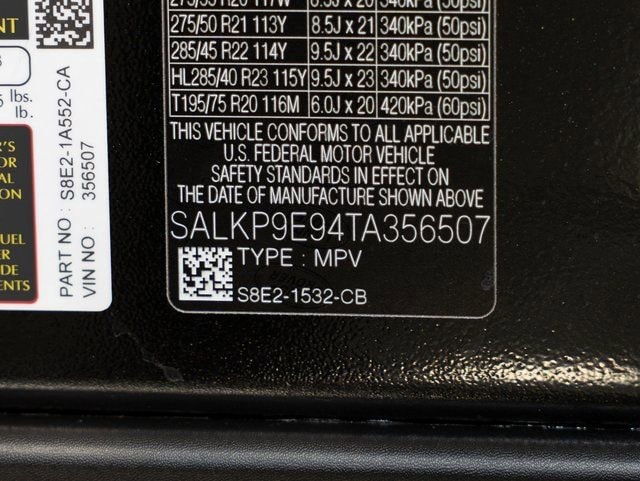 275/50 R21 113Y 8.5J x 21 340kPa (50psi)
285/45 R22 114Y 9.5J x 22 340kPa (50psi)
HL285/40 R23 115Y 9.5J x 23 340kPa (50psi)
T195/75 R20 116M 6.0J x 20 420kPa (60psi)
THIS VEHICLE CONFORMS TO ALL APPLICABLE
U.S. FEDERAL MOTOR VEHICLE
SAFETY STANDARDS IN EFFECT ON
THE DATE OF MANUFACTURE SHOWN ABOVE
SALKP9E94TA356507
TYPE : MPV
S8E2-1532-CB
PART NO : S8E2-1A552-CA
VIN NO : 356507
lbs.
lb.